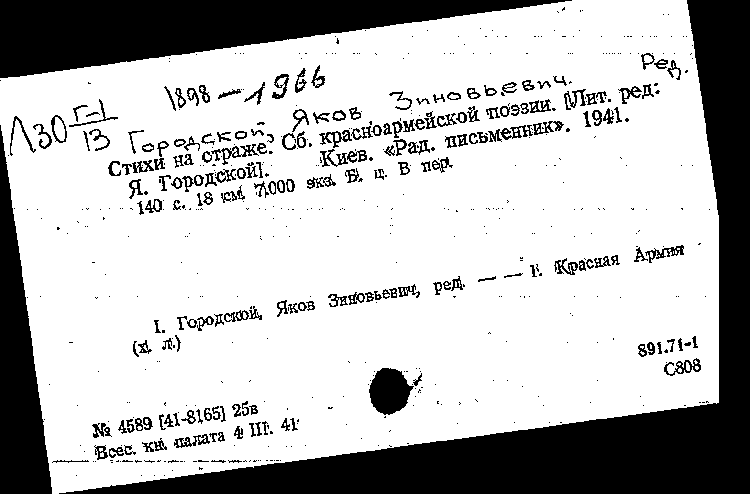 1898-1966
Л30 Г-1/13
Городской, Яков Зиновьевич. Ред.
Стихи на страже. Сб. красноармейской поэзии. [Лит. ред:
Я. Городской]. Киев. «Рад. письменник». 1941.
140 с. 18 см. 7.000 экз. Б. ц. В пер.
I. Городской, Яков Зиновьевич, ред. — — 1. Красная Армия
(х. л.)
891.71-1
С808
№ 4589 [41-8165] 25в
Всес. кн. палата 4 III. 41